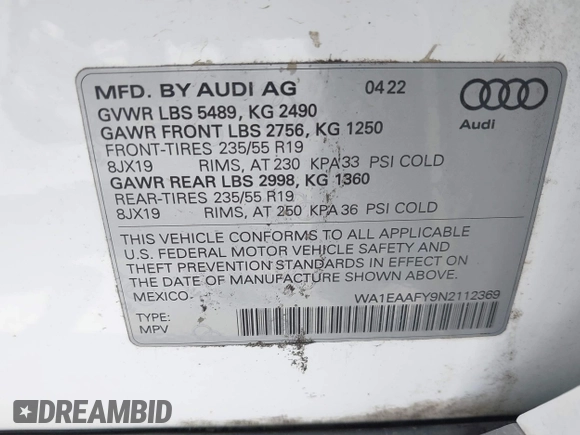 MFD. BY AUDI AG 04 22
GVWR LBS 5489, KG 2490
GAWR FRONT LBS 2756, KG 1250
FRONT-TIRES 235/55 R19
8JX19 RIMS, AT 230 KPA 33 PSI COLD
GAWR REAR LBS 2998, KG 1360
REAR-TIRES 235/55 R19
8JX19 RIMS, AT 250 KPA 36 PSI COLD
Audi
THIS VEHICLE CONFORMS TO ALL APPLICABLE
U.S. FEDERAL MOTOR VEHICLE SAFETY AND
THEFT PREVENTION STANDARDS IN EFFECT ON
THE DATE OF MANUFACTURE SHOWN ABOVE.
MEXICO- WA1EAAFY9N2112369
TYPE:
MPV
DREAMBID